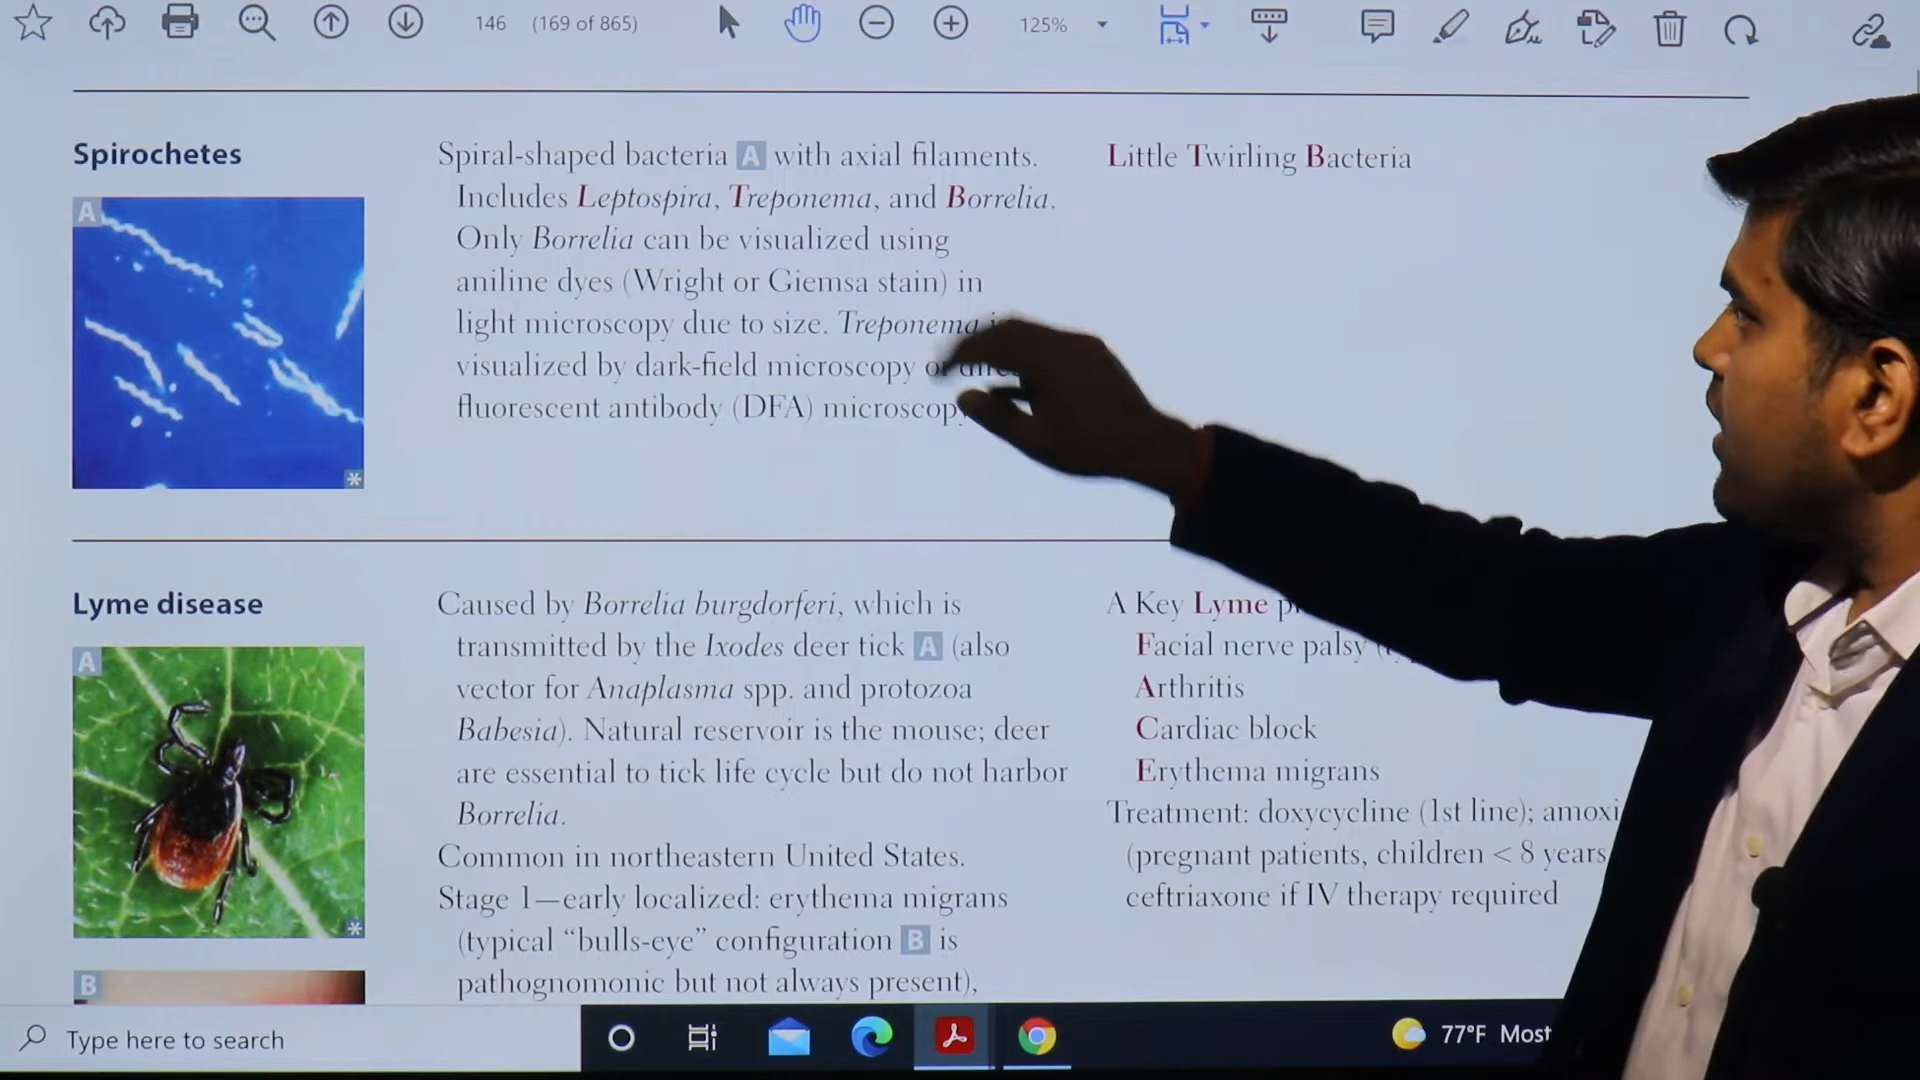 146 (169 of 865)
125%
Spirochetes
A
Spiral-shaped bacteria A with axial filaments.
Includes Leptospira, Treponema, and Borrelia.
Only Borrelia can be visualized using
aniline dyes (Wright or Giemsa stain) in
light microscopy due to size. Treponema
visualized by dark-field microscopy or
fluorescent antibody (DFA) microscopy
Little Twirling Bacteria
Lyme disease
A
B
Caused by Borrelia burgdorferi, which is
transmitted by the Ixodes deer tick A (also
vector for Anaplasma spp. and protozoa
Babesia). Natural reservoir is the mouse; deer
are essential to tick life cycle but do not harbor
Borrelia.
Common in northeastern United States.
Stage 1—early localized: erythema migrans
(typical “bulls-eye” configuration B is
pathognomonic but not always present),
A Key Lyme
Facial nerve palsy
Arthritis
Cardiac block
Erythema migrans
Treatment: doxycycline (1st line); amoxi
(pregnant patients, children < 8 years
ceftriaxone if IV therapy required
Type here to search
77°F Most